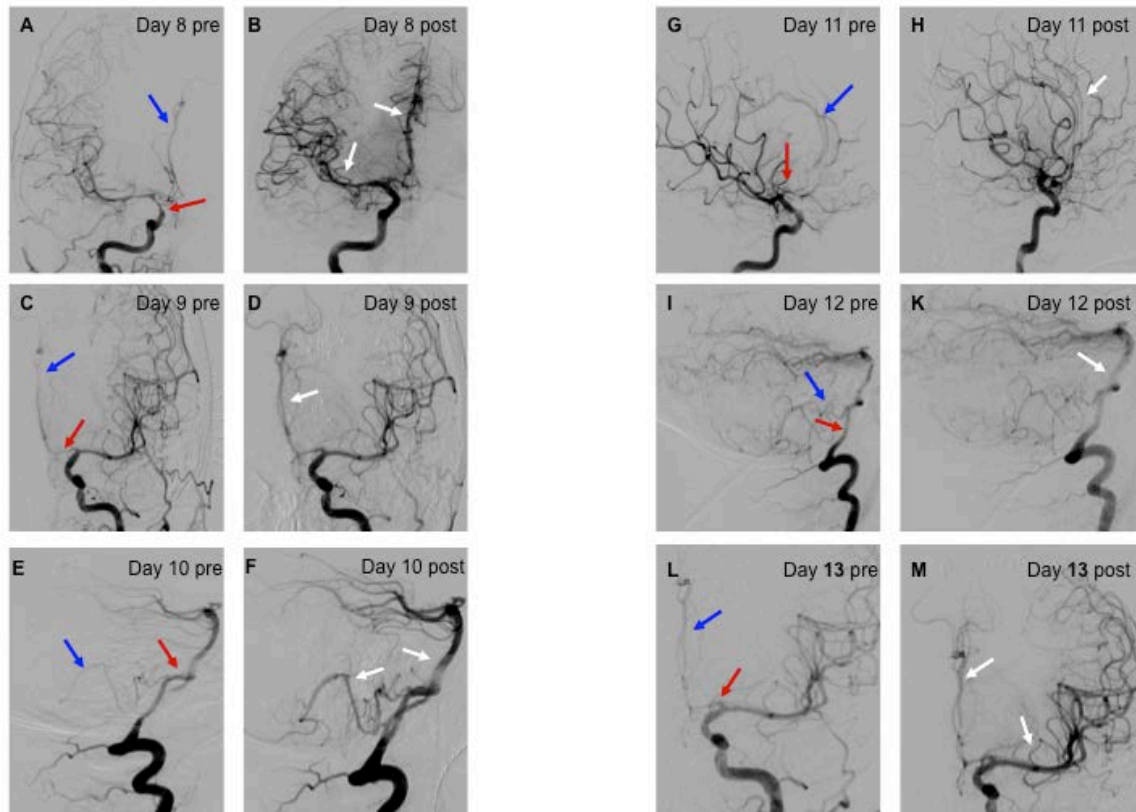 A Day 8 pre
B Day 8 post
G Day 11 pre
H Day 11 post
C Day 9 pre
D Day 9 post
I Day 12 pre
K Day 12 post
E Day 10 pre
F Day 10 post
L Day 13 pre
M Day 13 post